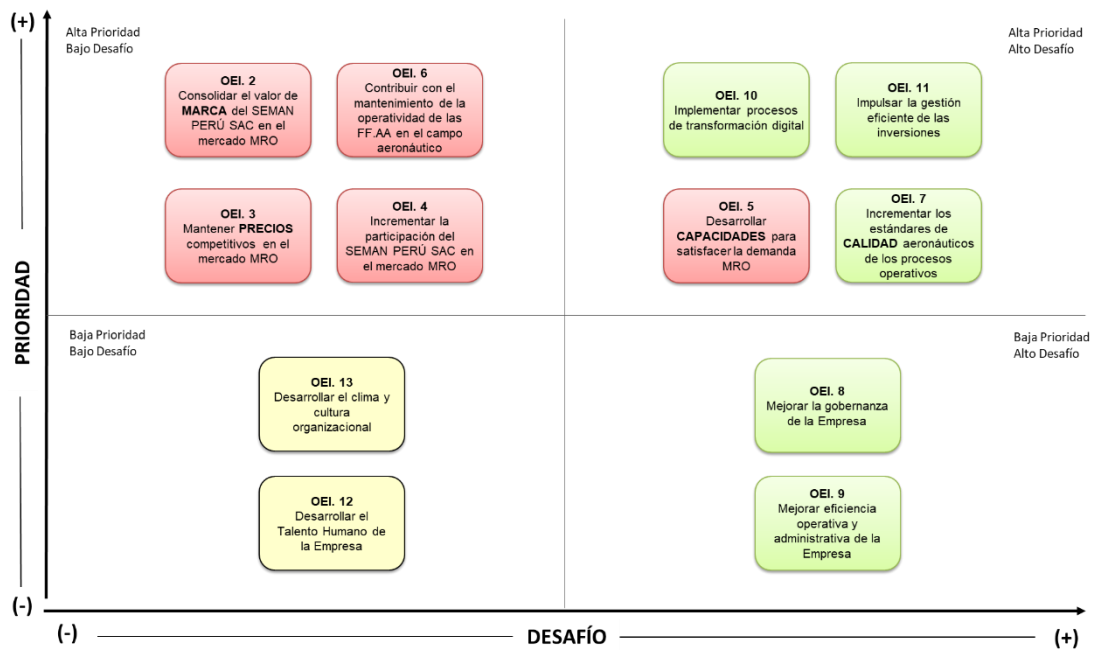 (+)
Alta Prioridad
Bajo Desafío
OEI. 2
Consolidar el valor de
MARCA del SEMAN
PERÚ SAC en el
mercado MRO
OEI. 6
Contribuir con el
mantenimiento de la
operatividad de las
FF.AA en el campo
aeronáutico
OEI. 3
Mantener PRECIOS
competitivos en el
mercado MRO
OEI. 4
Incrementar la
participación del
SEMAN PERÚ SAC en
el mercado MRO
Alta Prioridad
Alto Desafío
OEI. 10
Implementar procesos
de transformación digital
OEI. 11
Impulsar la gestión
eficiente de las
inversiones
OEI. 5
Desarrollar
CAPACIDADES para
satisfacer la demanda
MRO
OEI. 7
Incrementar los
estándares de
CALIDAD aeronáuticos
de los procesos
operativos
PRIORIDAD
Baja Prioridad
Bajo Desafío
OEI. 13
Desarrollar el clima y
cultura
organizacional
OEI. 12
Desarrollar el
Talento Humano de
la Empresa
Baja Prioridad
Alto Desafío
OEI. 8
Mejorar la gobernanza
de la Empresa
OEI. 9
Mejorar eficiencia
operativa y
administrativa de la
Empresa
(-)
(-)
DESAFÍO
(+)